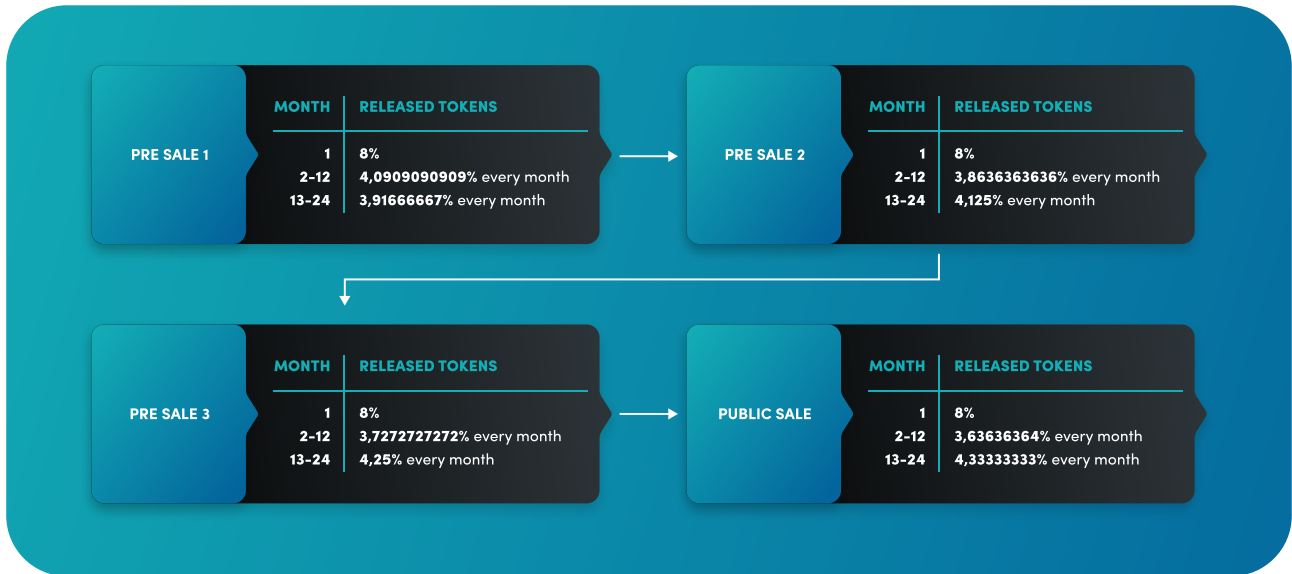 PRE SALE 1
MONTH RELEASED TOKENS
1 8%
2-12 4,0909090909% every month
13-24 3,91666667% every month
PRE SALE 2
MONTH RELEASED TOKENS
1 8%
2-12 3,8636363636% every month
13-24 4,125% every month
PRE SALE 3
MONTH RELEASED TOKENS
1 8%
2-12 3,7272727272% every month
13-24 4,25% every month
PUBLIC SALE
MONTH RELEASED TOKENS
1 8%
2-12 3,63636364% every month
13-24 4,33333333% every month